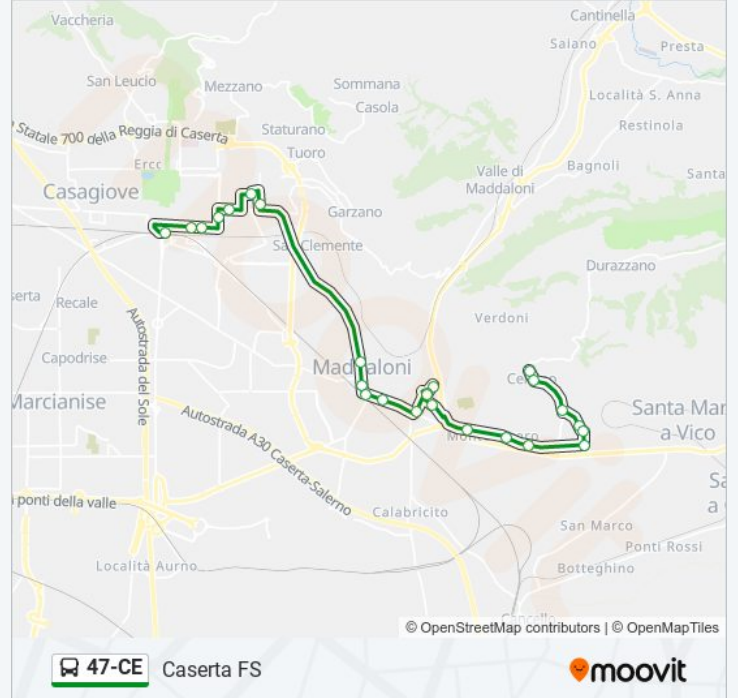 Vaccheria
Cantinella
Saiano
Presta
San Leucio
Mezzano
Sommana
Casola
Località S. Anna
Restinola
Statale 700 della Reggia di Caserta
Staturano
Tuoro
Ercc
Valle di
Maddaloni
Bagnoli
Santa
Casagiove
Garzano
San Clemente
Durazzano
serta
Recale
Verdoni
Autostrada del Sole
Capodrise
Maddaloni
Marcianise
Santa Mar
a Vico
Autostrada A30 Caserta-Salerno
Calabricito
i ponti della valle
San Marco
Ponti Rossi
Località Aurno
Botteghino
© OpenStreetMap contributors | © OpenMapTiles
47-CE
Caserta FS
moovit